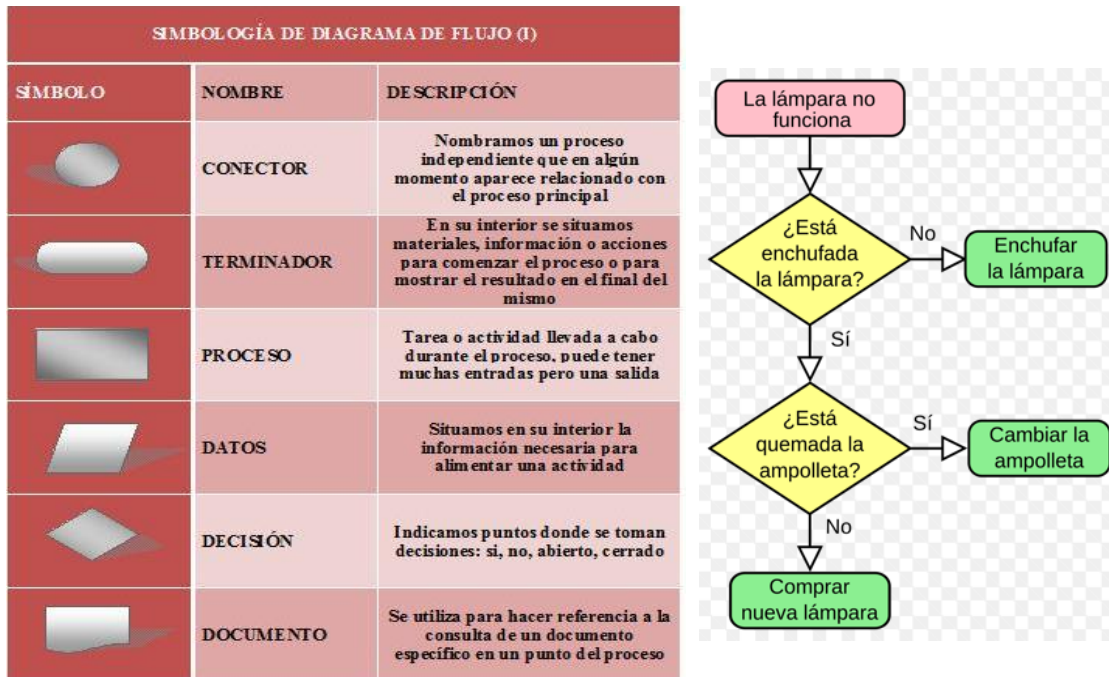 SIMBOLOGÍA DE DIAGRAMA DE FLUJO (I)
SÍMBOLO
NOMBRE
DESCRIPCIÓN
CONECTOR
Nombramos un proceso
independiente que en algún
momento aparece relacionado con
el proceso principal
TERMINADOR
En su interior se situamos
materiales, información o acciones
para comenzar el proceso o para
mostrar el resultado en el final del
mismo
PROCESO
Tarea o actividad llevada a cabo
durante el proceso, puede tener
muchas entradas pero una salida
DATOS
Situamos en su interior la
información necesaria para
alimentar una actividad
DECISIÓN
Indicamos puntos donde se toman
decisiones: si, no, abierto, cerrado
DOCUMENTO
Se utiliza para hacer referencia a la
consulta de un documento
específico en un punto del proceso
La lámpara no
funciona
¿Está
enchufada
la lámpara?
No
Enchufar
la lámpara
Sí
¿Está
quemada la
ampolleta?
Sí
Cambiar la
ampolleta
No
Comprar
nueva lámpara